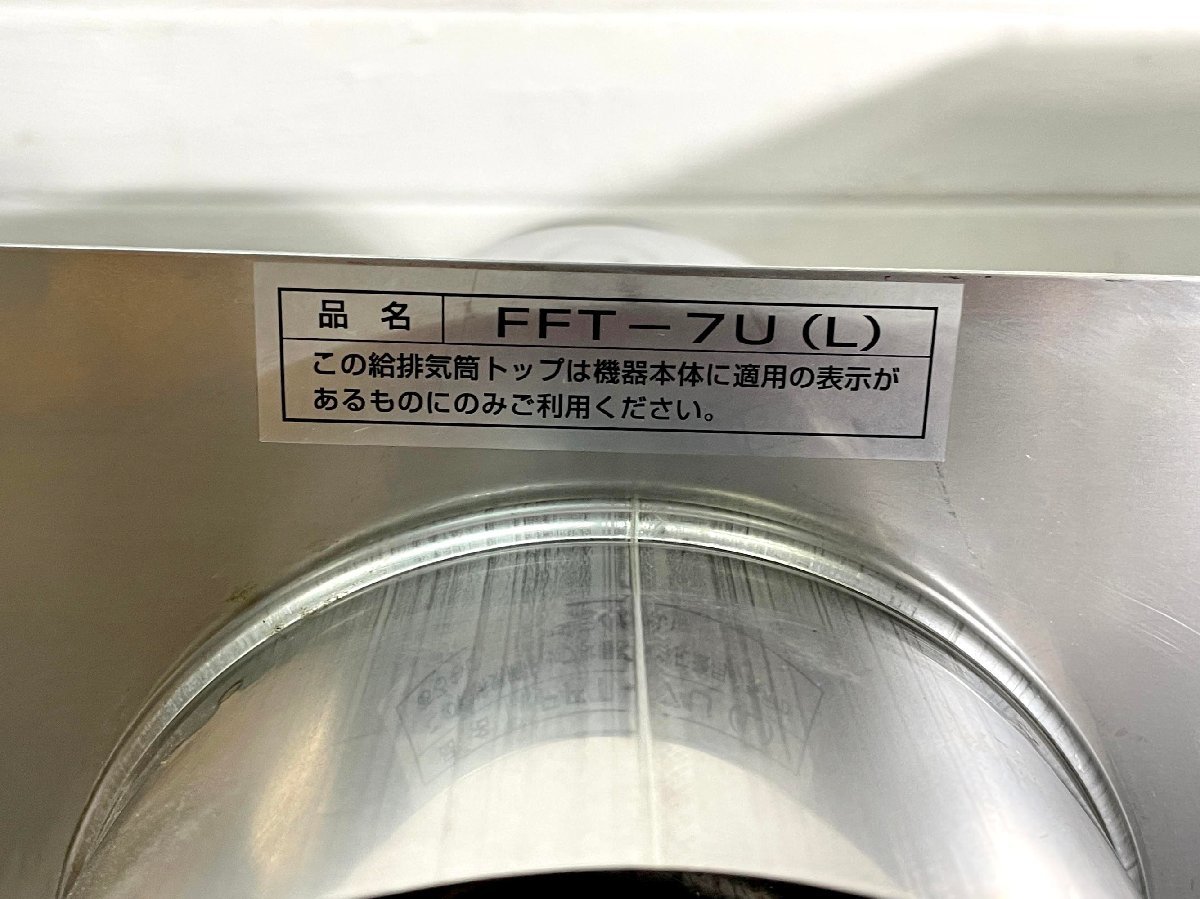 品名 FFT-7U(L)
この給排気筒トップは機器本体に適用の表示が
あるものにのみご利用ください。